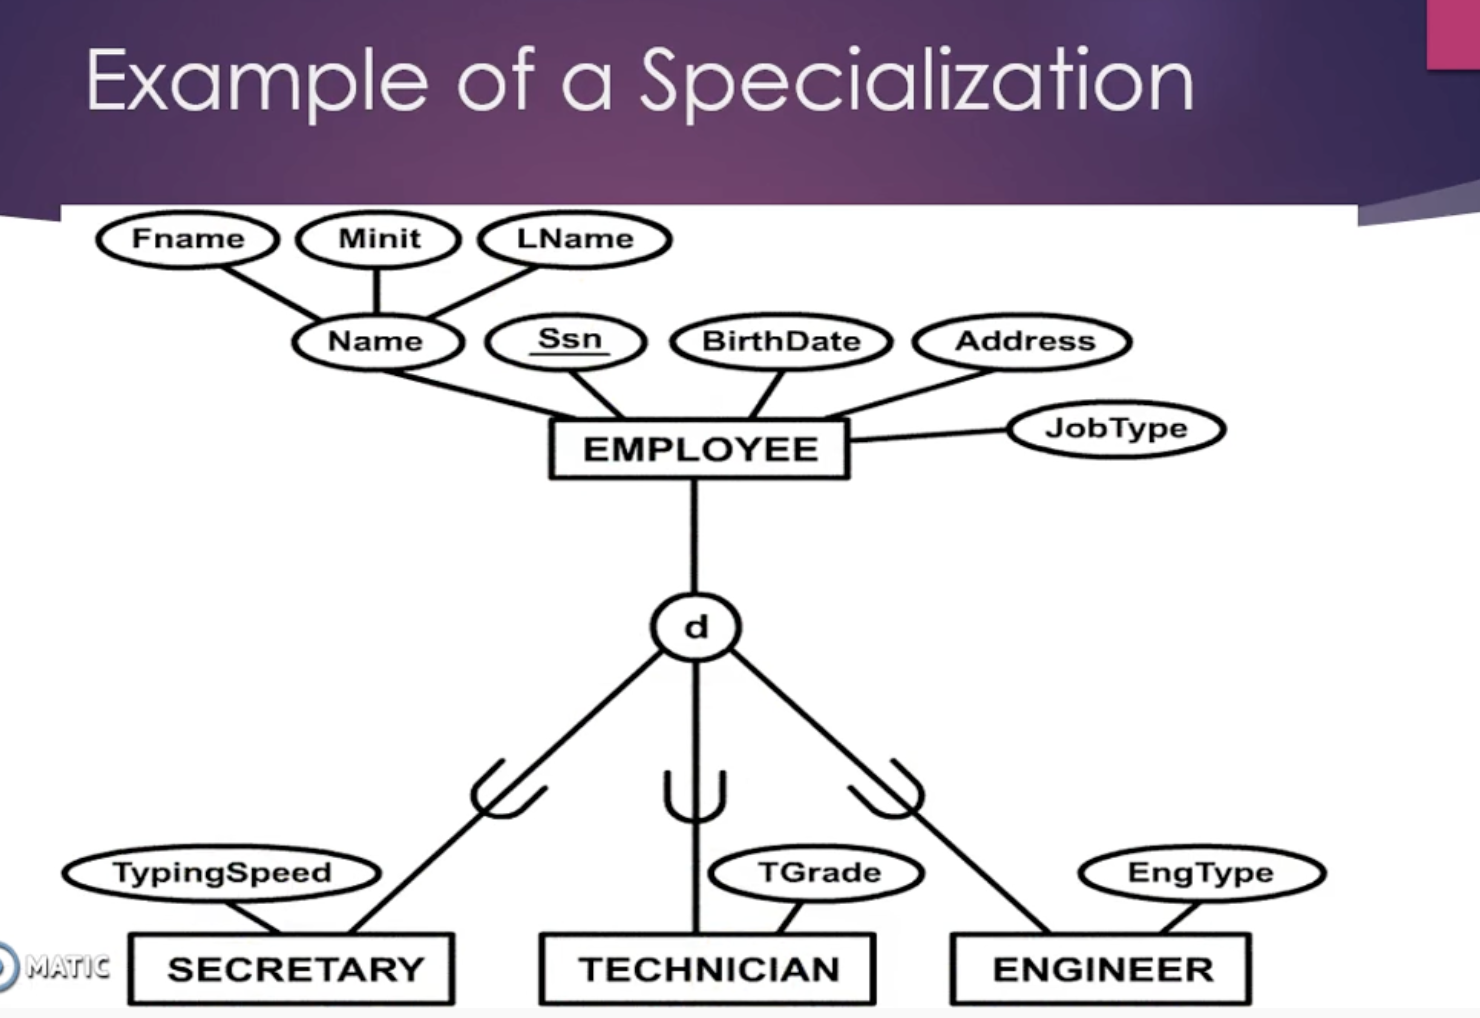 Example of a Specialization
Fname Minit LName
Name Ssn BirthDate Address
JobType
EMPLOYEE
d
TypingSpeed TGrade EngType
SECRETARY TECHNICIAN ENGINEER
MATIC